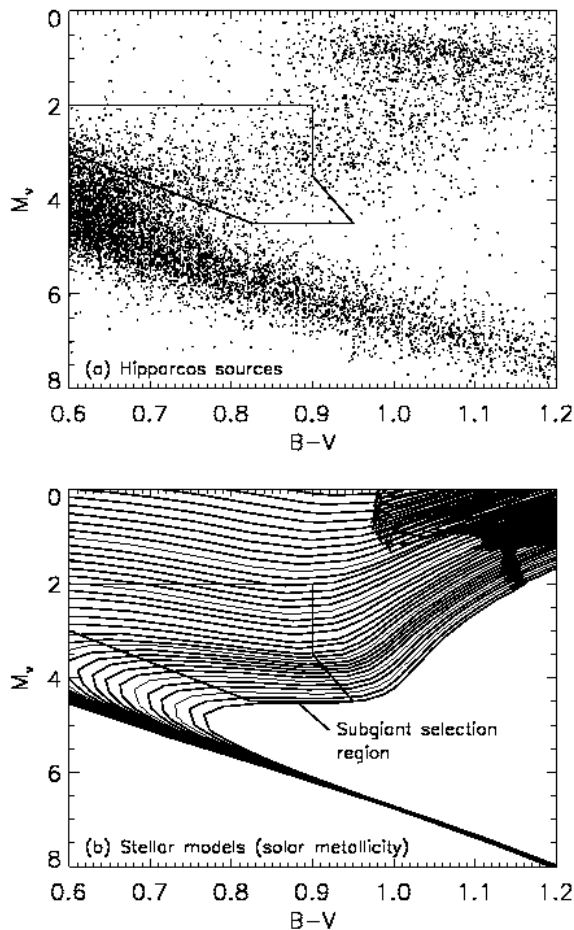 0
2
4
6
8
M_v
(a) Hipparcos sources
0.6 0.7 0.8 0.9 1.0 1.1 1.2
B-V
0
2
4
6
8
M_v
Subgiant selection
region
(b) Stellar models (solar metallicity)
0.6 0.7 0.8 0.9 1.0 1.1 1.2
B-V